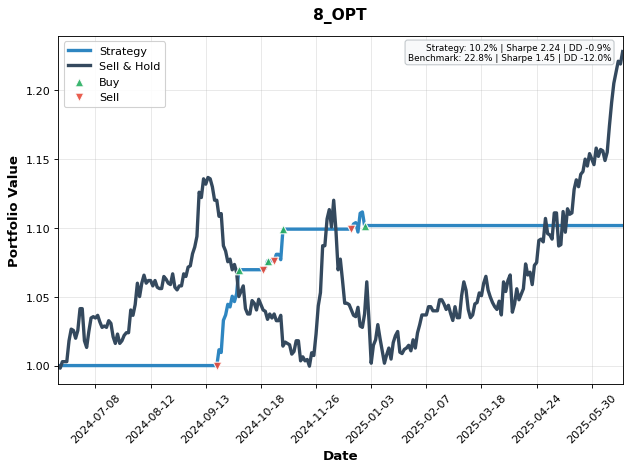 8_OPT
Strategy
Sell & Hold
Buy
Sell
Strategy: 10.2% | Sharpe 2.24 | DD -0.9%
Benchmark: 22.8% | Sharpe 1.45 | DD -12.0%
Portfolio Value
1.20
1.15
1.10
1.05
1.00
2024-07-08
2024-08-12
2024-09-13
2024-10-18
2024-11-26
2025-01-03
2025-02-07
2025-03-18
2025-04-24
2025-05-30
Date